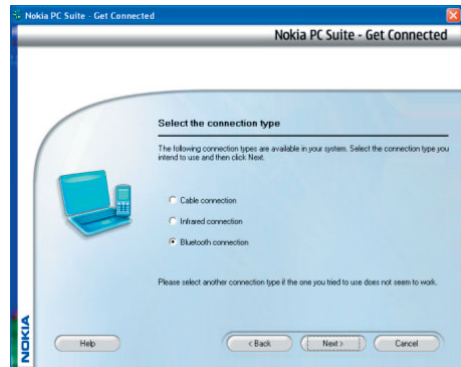 Nokia PC Suite - Get Connected
Nokia PC Suite - Get Connected
Select the connection type
The following connection types are available in your system. Select the connection type you
intend to use and then click Next.
Cable connection
Infrared connection
Bluetooth connection
Please select another connection type if the one you tried to use does not seem to work.
NOKIA
Help
< Back
Next >
Cancel